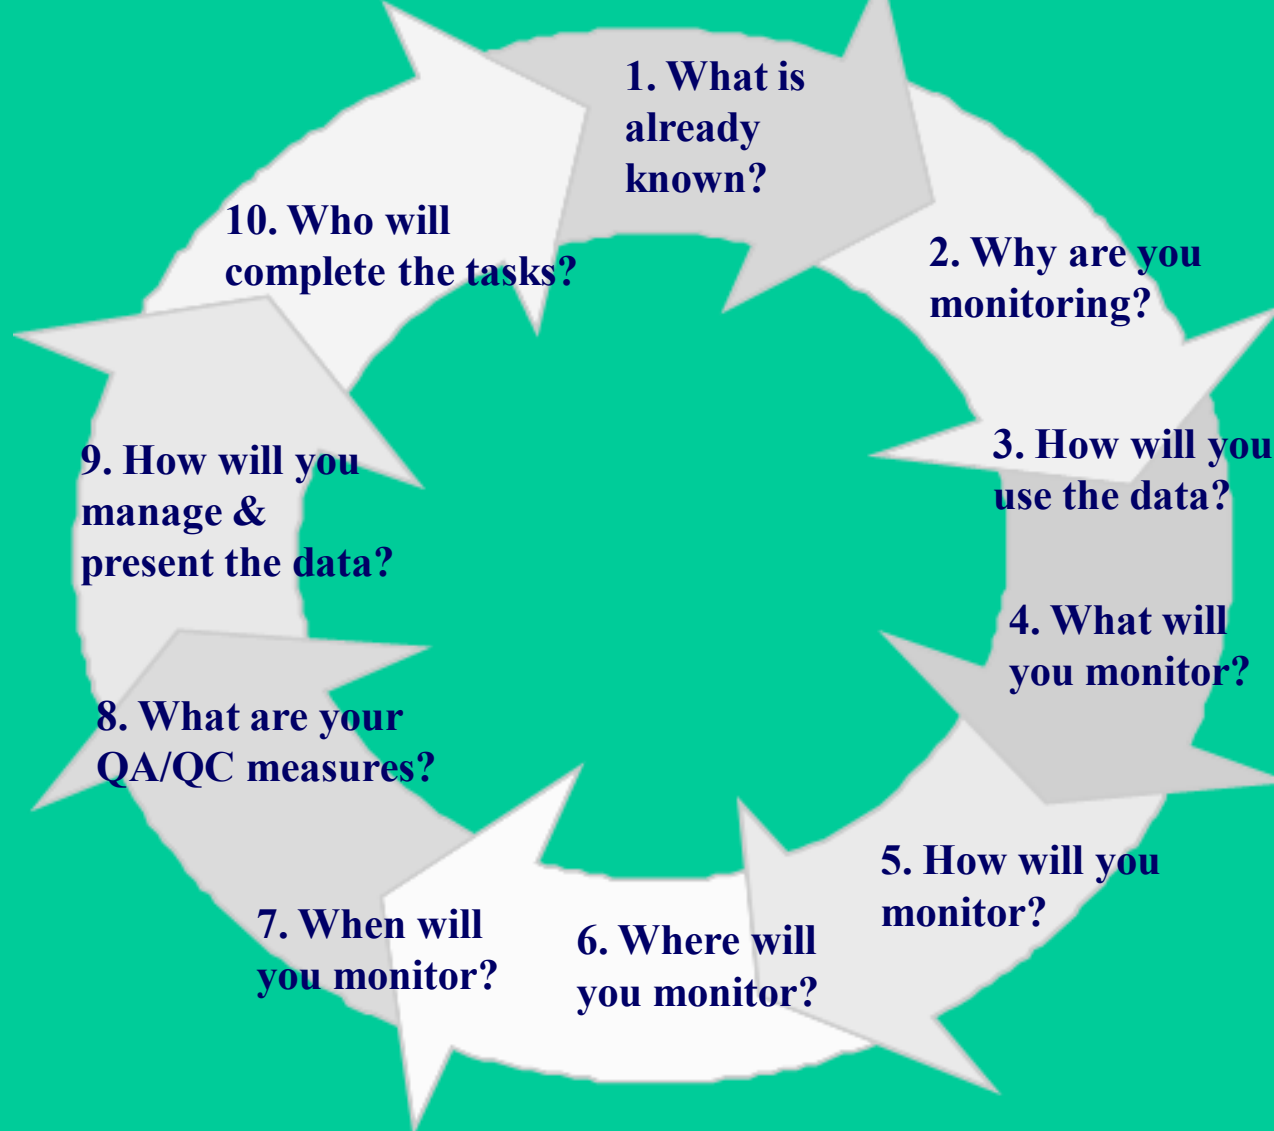 1. What is
already
known?
2. Why are you
monitoring?
3. How will you
use the data?
4. What will
you monitor?
5. How will you
monitor?
6. Where will
you monitor?
7. When will
you monitor?
8. What are your
QA/QC measures?
9. How will you
manage &
present the data?
10. Who will
complete the tasks?